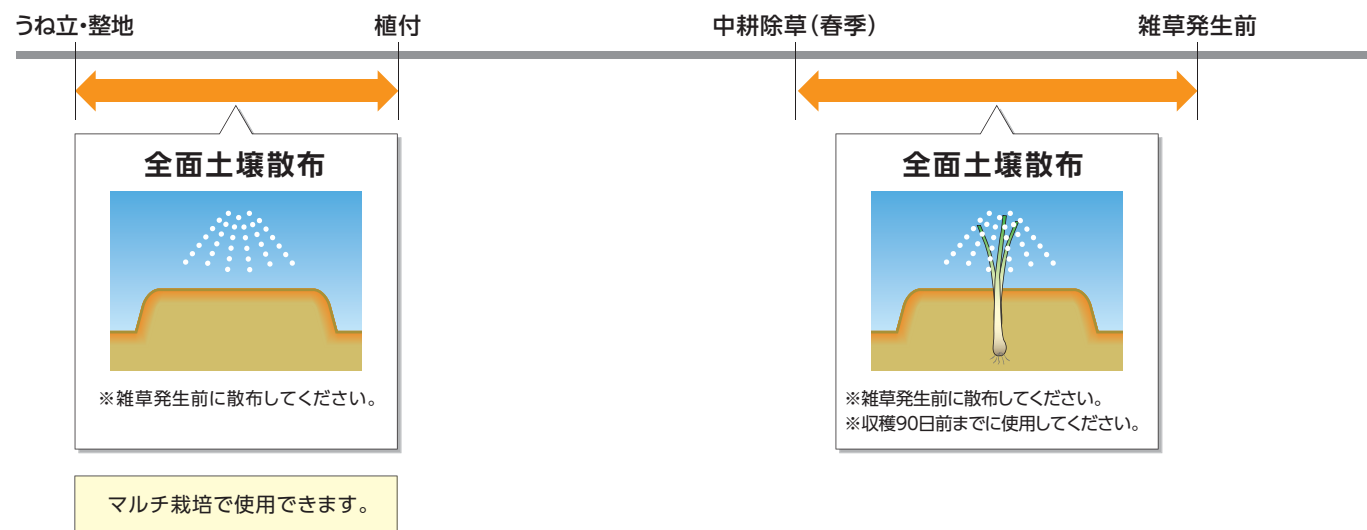 うね立・整地
植付
中耕除草（春季）
雑草発生前
全面土壌散布
※雑草発生前に散布してください。
マルチ栽培で使用できます。
全面土壌散布
※雑草発生前に散布してください。
※収穫90日前までに使用してください。